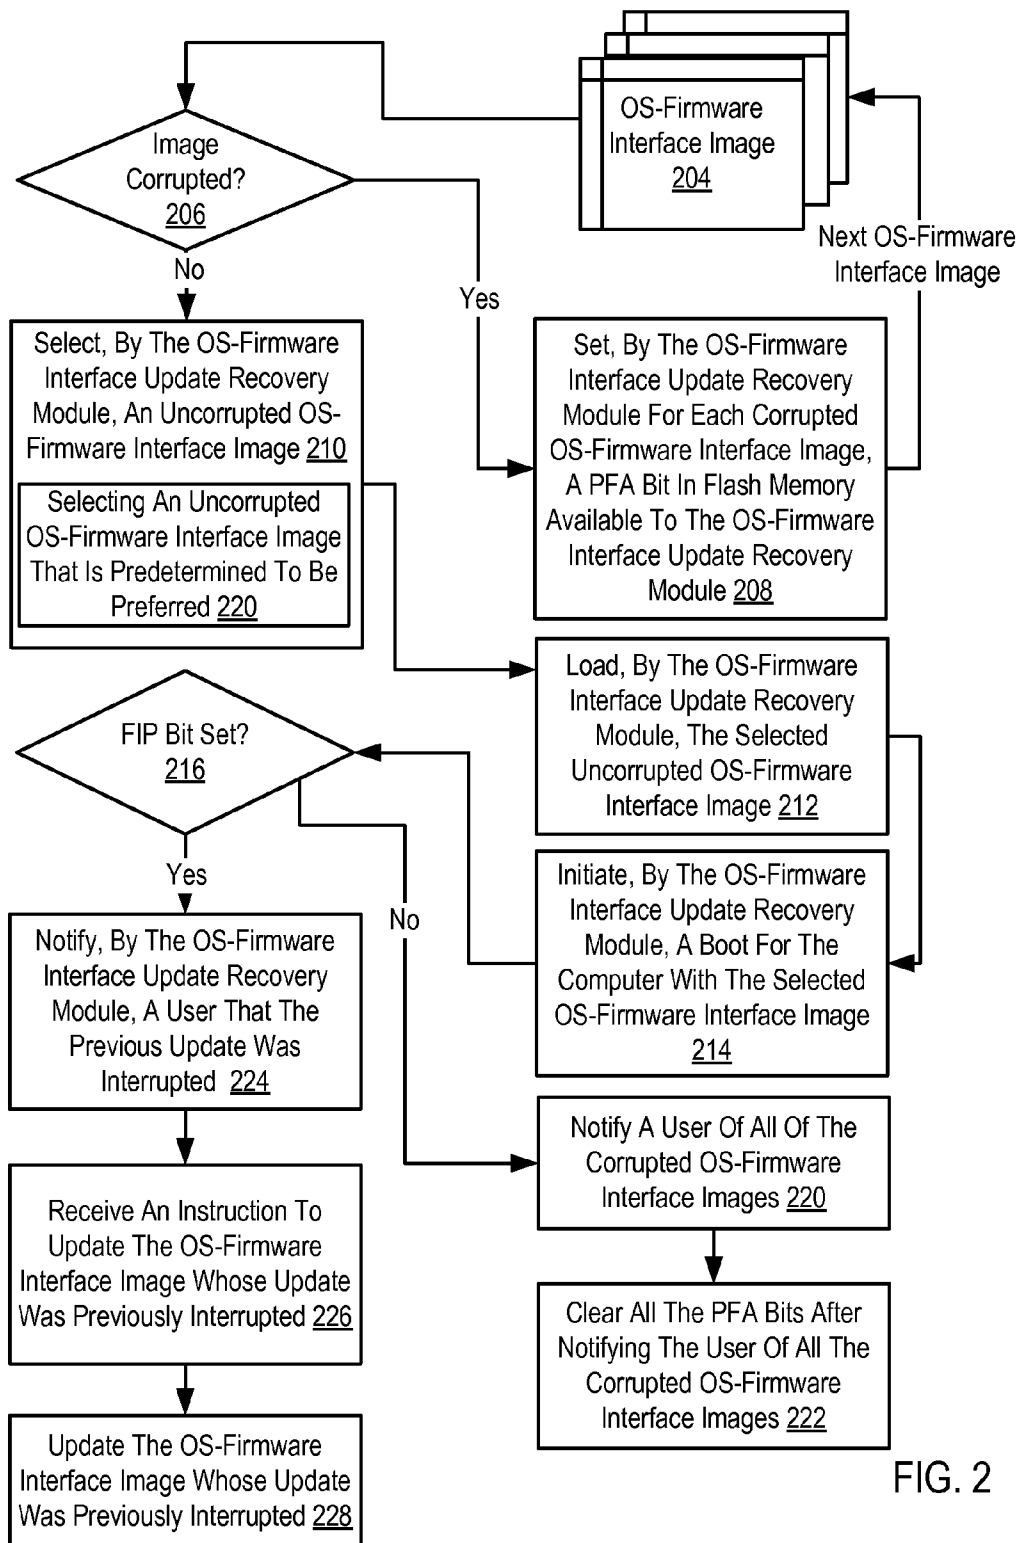 OS-Firmware
Interface Image
204
Image
Corrupted?
206
Next OS-Firmware
Interface Image
No
Yes
Select, By The OS-Firmware
Interface Update Recovery
Module, An Uncorrupted OS-
Firmware Interface Image 210
Selecting An Uncorrupted
OS-Firmware Interface Image
That Is Predetermined To Be
Preferred 220
Set, By The OS-Firmware
Interface Update Recovery
Module For Each Corrupted
OS-Firmware Interface Image,
A PFA Bit In Flash Memory
Available To The OS-Firmware
Interface Update Recovery
Module 208
Load, By The OS-Firmware
Interface Update Recovery
Module, The Selected
Uncorrupted OS-Firmware
Interface Image 212
FIP Bit Set?
216
Yes
No
Initiate, By The OS-Firmware
Interface Update Recovery
Module, A Boot For The
Computer With The Selected
OS-Firmware Interface Image
214
Notify, By The OS-Firmware
Interface Update Recovery
Module, A User That The
Previous Update Was
Interrupted 224
Notify A User Of All Of The
Corrupted OS-Firmware
Interface Images 220
Receive An Instruction To
Update The OS-Firmware
Interface Image Whose Update
Was Previously Interrupted 226
Clear All The PFA Bits After
Notifying The User Of All The
Corrupted OS-Firmware
Interface Images 222
Update The OS-Firmware
Interface Image Whose Update
Was Previously Interrupted 228
FIG. 2